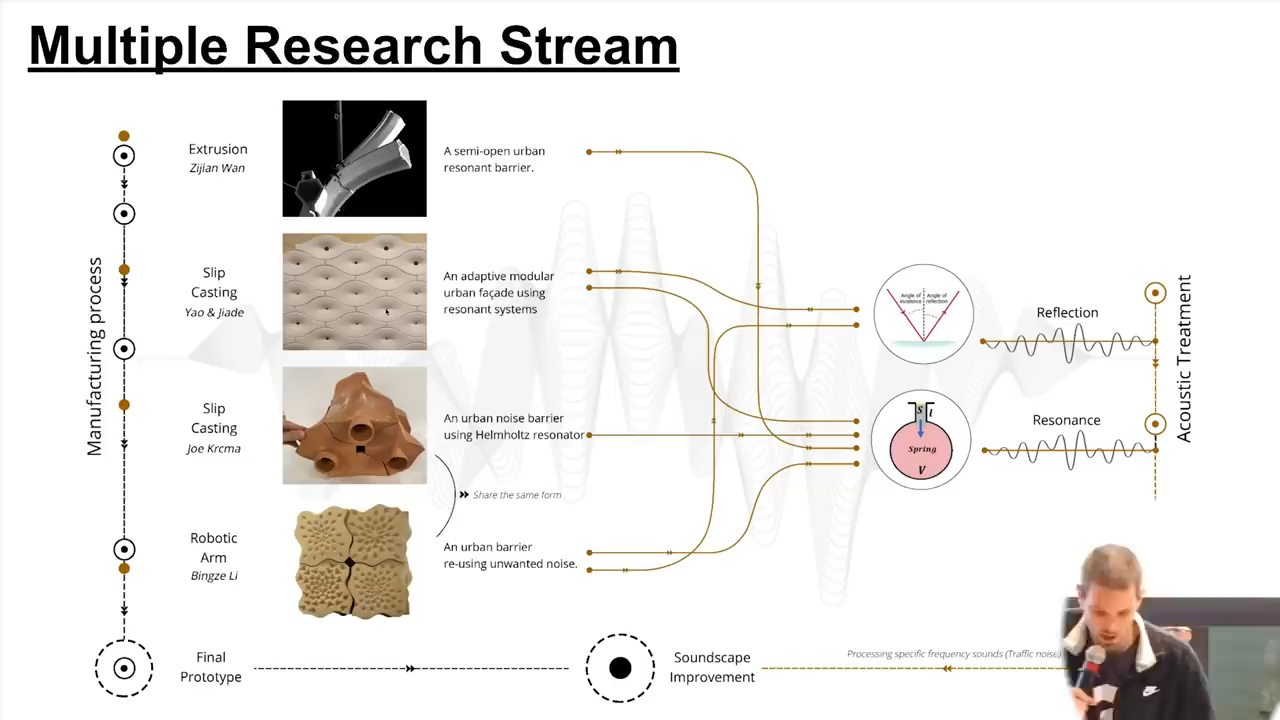 Multiple Research Stream
Manufacturing process
Extrusion
Zijian Wan
A semi-open urban
resonant barrier.
Slip
Casting
Yao & Jiade
An adaptive modular
urban façade using
resonant systems
Slip
Casting
Joe Krcma
An urban noise barrier
using Helmholtz resonator
Share the same form
Robotic
Arm
Bingze Li
An urban barrier
re-using unwanted noise.
Angle of
incidence
Angle of
reflection
Reflection
S
l
Spring
V
Resonance
Acoustic Treatment
Final
Prototype
Soundscape
Improvement
Processing specific frequency sounds (Traffic noise)